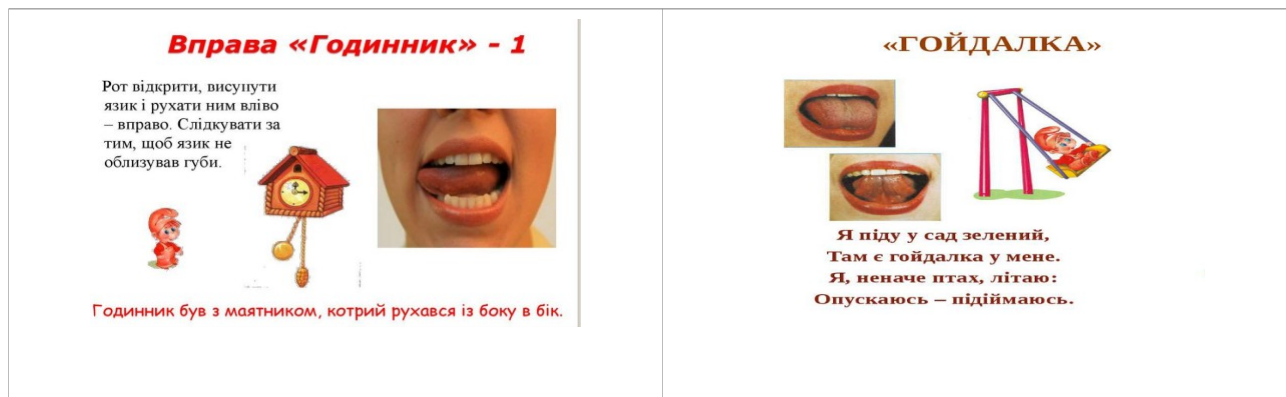 Вправа «Годинник» - 1
Рот відкрити, висунути
язик і рухати ним вліво
– вправо. Слідкувати за
тим, щоб язик не
облизував губи.
Годинник був з маятником, котрий рухався із боку в бік.
«ГОЙДАЛКА»
Я піду у сад зелений,
Там є гойдалка у мене.
Я, неначе птах, літаю:
Опускаюсь – підіймаюсь.